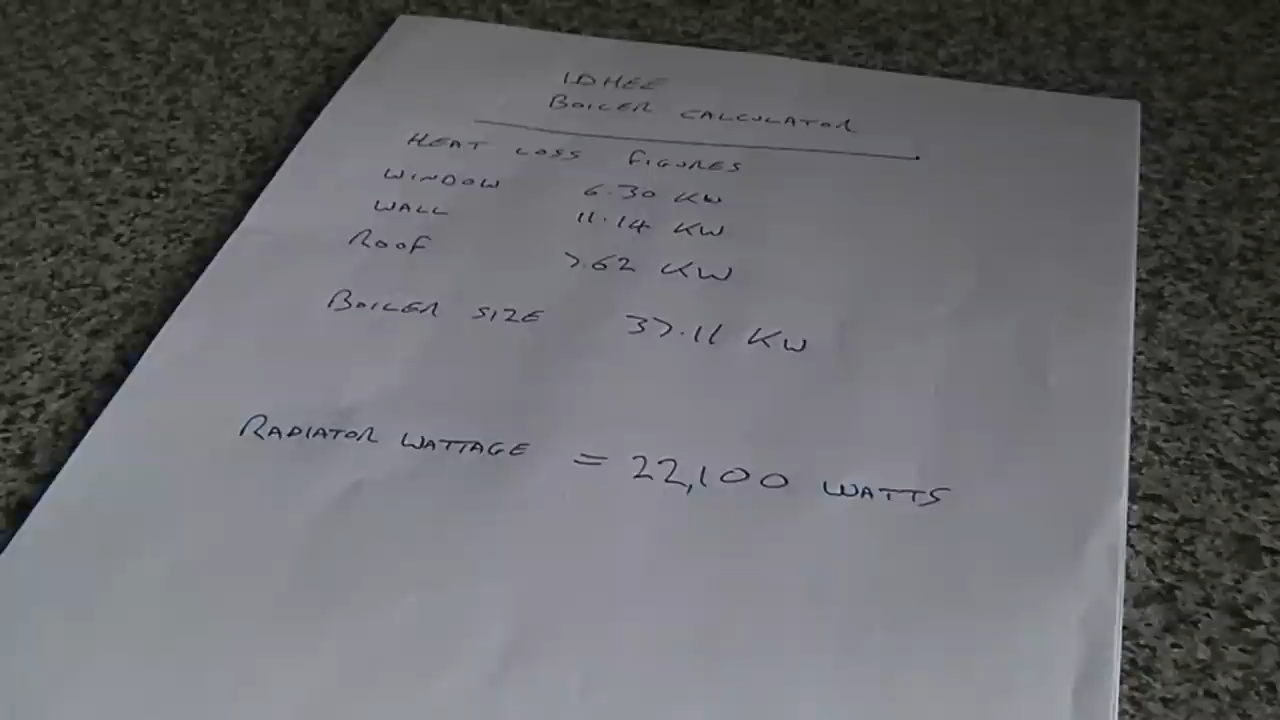 IDHEE
BOILER CALCULATOR
HEAT LOSS FIGURES
WINDOW 6.30 KW
WALL 11.14 KW
ROOF 7.62 KW
BOILER SIZE 37.11 KW
RADIATOR WATTAGE = 22,100 WATTS